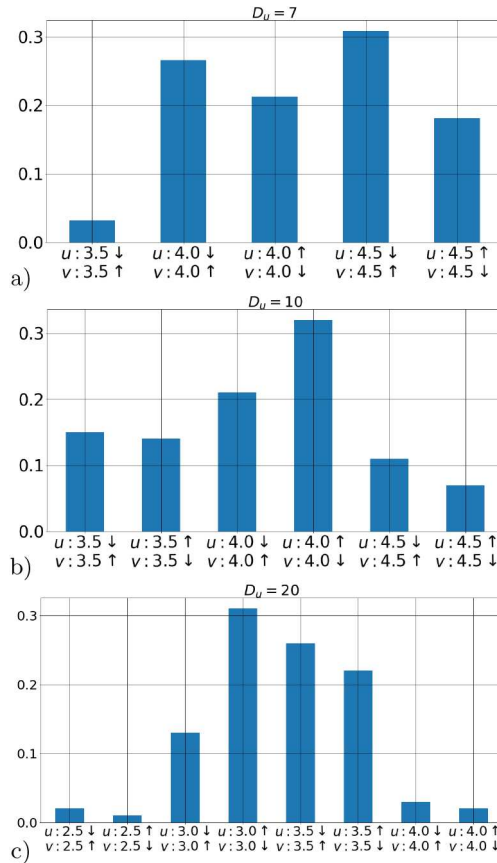 D_u = 7
0.3
0.2
0.1
0.0
u : 3.5 ↓ u : 4.0 ↓ u : 4.0 ↑ u : 4.5 ↓ u : 4.5 ↑
v : 3.5 ↑ v : 4.0 ↑ v : 4.0 ↓ v : 4.5 ↑ v : 4.5 ↓
a)
D_u = 10
0.3
0.2
0.1
0.0
u : 3.5 ↓ u : 3.5 ↑ u : 4.0 ↓ u : 4.0 ↑ u : 4.5 ↓ u : 4.5 ↑
v : 3.5 ↑ v : 3.5 ↓ v : 4.0 ↑ v : 4.0 ↓ v : 4.5 ↑ v : 4.5 ↓
b)
D_u = 20
0.3
0.2
0.1
0.0
u : 2.5 ↓ u : 2.5 ↑ u : 3.0 ↓ u : 3.0 ↑ u : 3.5 ↓ u : 3.5 ↑ u : 4.0 ↓ u : 4.0 ↑
v : 2.5 ↑ v : 2.5 ↓ v : 3.0 ↑ v : 3.0 ↓ v : 3.5 ↑ v : 3.5 ↓ v : 4.0 ↑ v : 4.0 ↓
c)